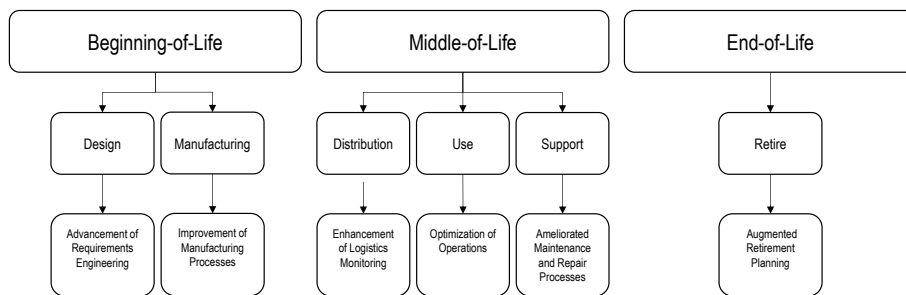 Beginning-of-Life
Middle-of-Life
End-of-Life
Design
Manufacturing
Distribution
Use
Support
Retire
Advancement of
Requirements
Engineering
Improvement of
Manufacturing
Processes
Enhancement
of Logistics
Monitoring
Optimization of
Operations
Ameliorated
Maintenance
and Repair
Processes
Augmented
Retirement
Planning